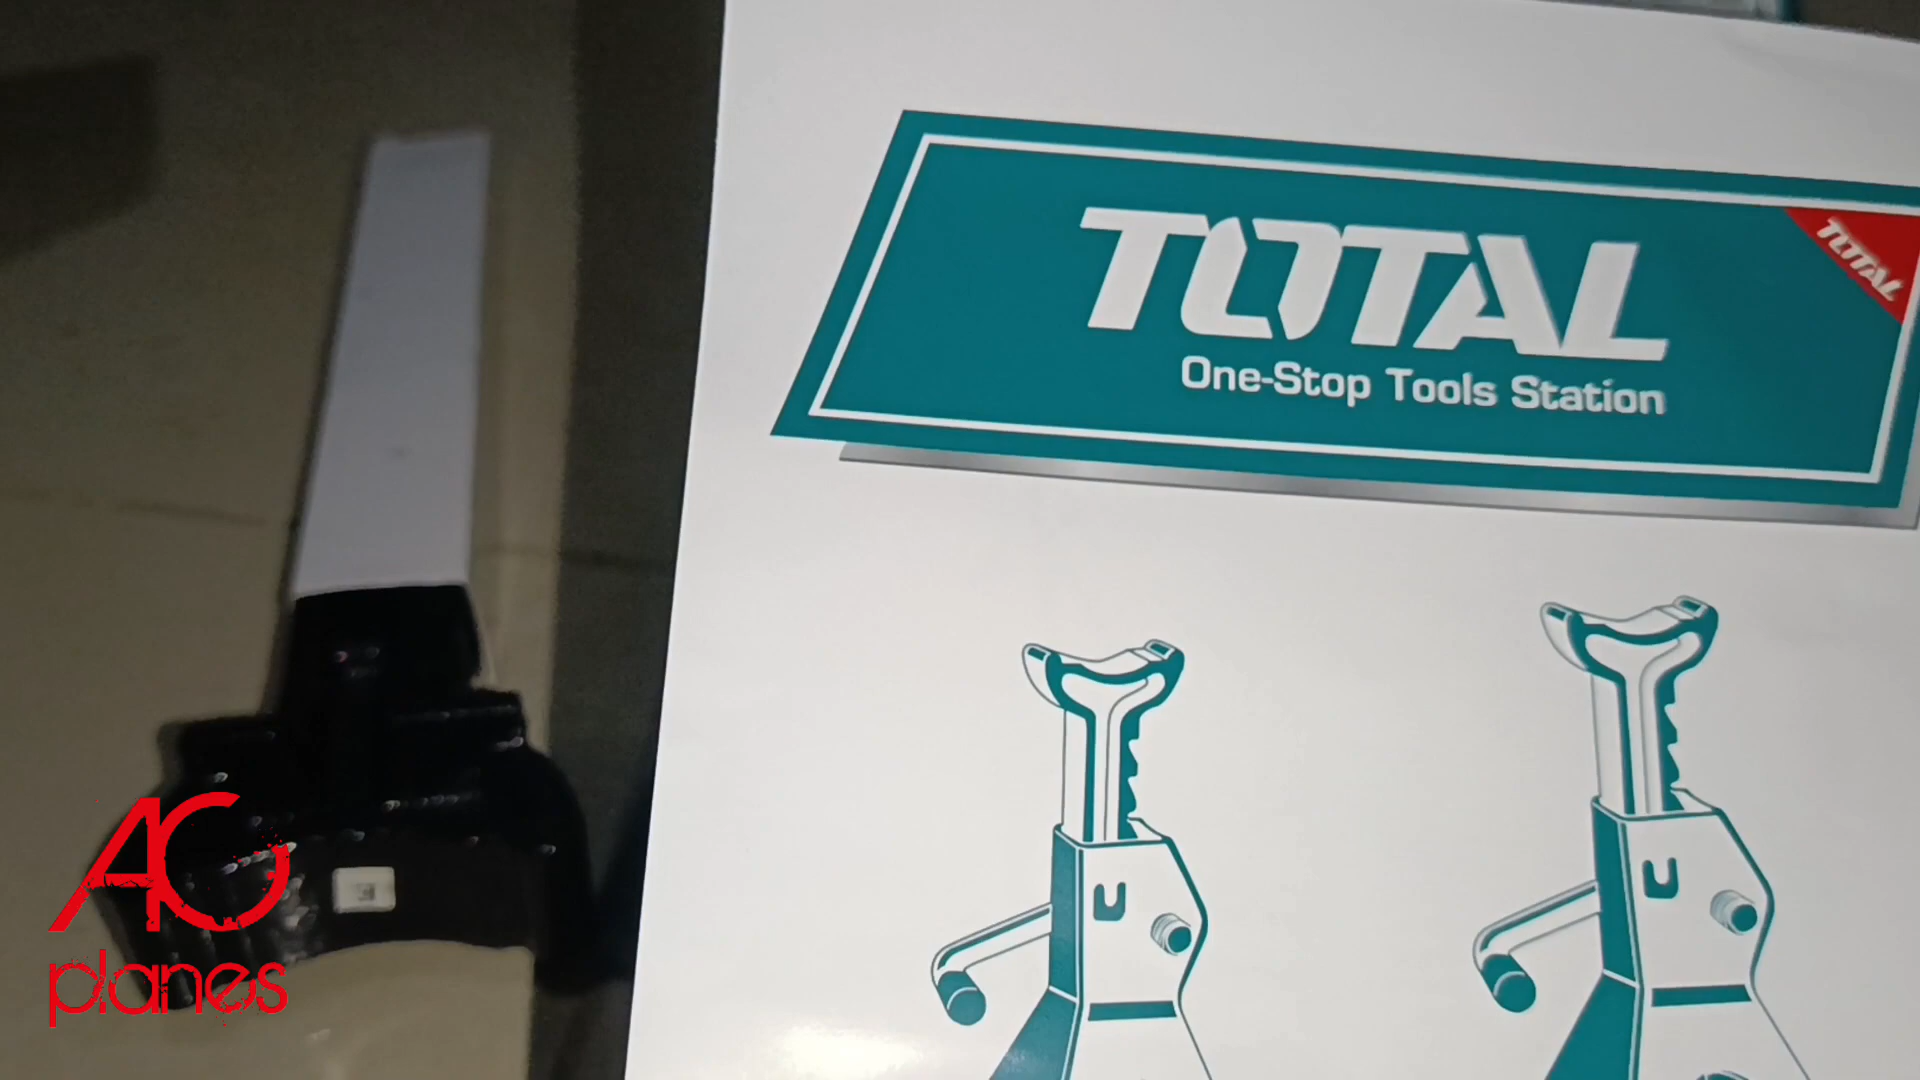 TOTAL
One-Stop Tools Station
TOTAL
AG
planes